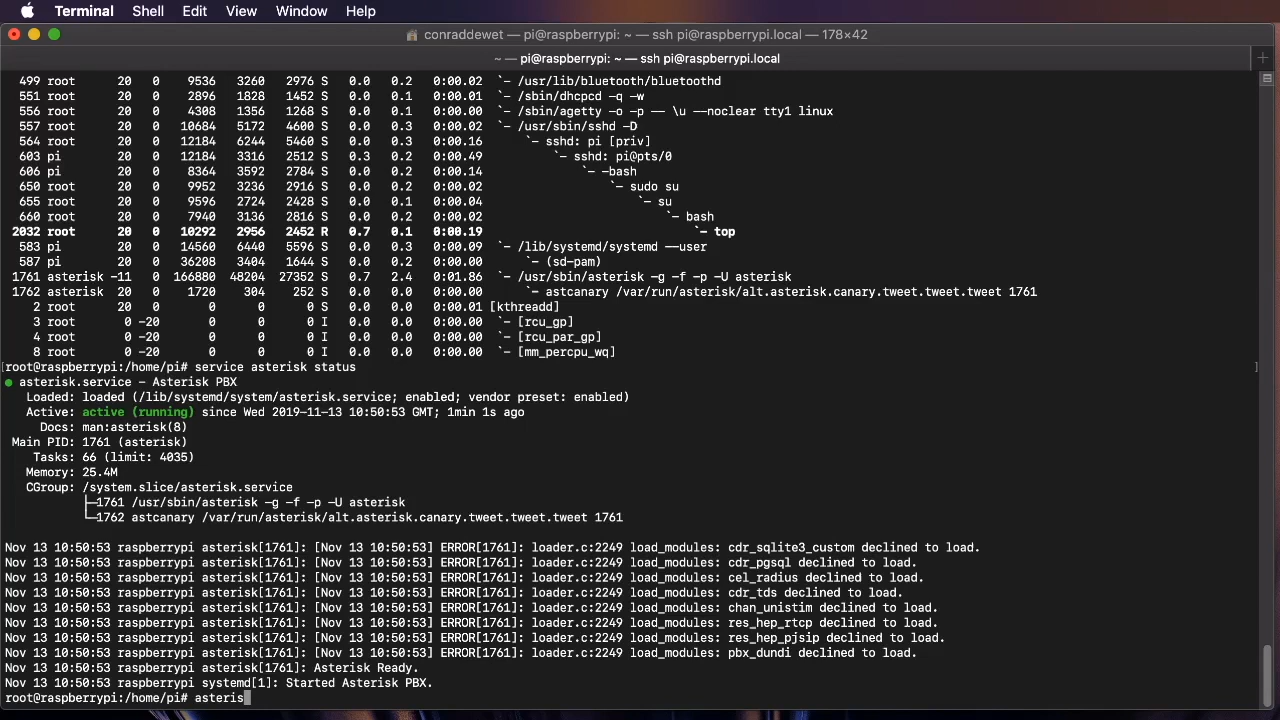 Terminal Shell Edit View Window Help
conraddewet — pi@raspberrypi: ~ — ssh pi@raspberrypi.local — 178×42
~ — pi@raspberrypi: ~ — ssh pi@raspberrypi.local
499 root 20 0 9536 3260 2976 S 0.0 0.2 0:00.02 `- /usr/lib/bluetooth/bluetoothd
551 root 20 0 2896 1828 1452 S 0.0 0.1 0:00.01 `- /sbin/dhcpcd -q -w
556 root 20 0 4308 1356 1268 S 0.0 0.1 0:00.00 `- /sbin/agetty -o -p -- \u --noclear tty1 linux
557 root 20 0 10684 5172 4600 S 0.0 0.3 0:00.02 `- /usr/sbin/sshd -D
564 root 20 0 12184 6244 5460 S 0.0 0.3 0:00.16 `- sshd: pi [priv]
603 pi 20 0 12184 3316 2512 S 0.3 0.2 0:00.49 `- sshd: pi@pts/0
606 pi 20 0 8364 3592 2784 S 0.0 0.2 0:00.14 `- -bash
650 root 20 0 9952 3236 2916 S 0.0 0.2 0:00.02 `- sudo su
655 root 20 0 9596 2724 2428 S 0.0 0.1 0:00.04 `- su
660 root 20 0 7940 3136 2816 S 0.0 0.2 0:00.02 `- bash
2032 root 20 0 10292 2956 2452 R 0.7 0.1 0:00.19 `- top
583 pi 20 0 14560 6440 5596 S 0.0 0.3 0:00.09 `- /lib/systemd/systemd --user
587 pi 20 0 36208 3404 1644 S 0.0 0.2 0:00.00 `- (sd-pam)
1761 asterisk -11 0 166880 48204 27352 S 0.7 2.4 0:01.86 `- /usr/sbin/asterisk -g -f -p -U asterisk
1762 asterisk 20 0 1720 304 252 S 0.0 0.0 0:00.00 `- astcanary /var/run/asterisk/alt.asterisk.canary.tweet.tweet.tweet 1761
2 root 20 0 0 0 0 S 0.0 0.0 0:00.01 [kthreadd]
3 root 0 -20 0 0 0 I 0.0 0.0 0:00.00 `- [rcu_gp]
4 root 0 -20 0 0 0 I 0.0 0.0 0:00.00 `- [rcu_par_gp]
8 root 0 -20 0 0 0 I 0.0 0.0 0:00.00 `- [mm_percpu_wq]
[root@raspberrypi:/home/pi# service asterisk status ]
● asterisk.service - Asterisk PBX
Loaded: loaded (/lib/systemd/system/asterisk.service; enabled; vendor preset: enabled)
Active: active (running) since Wed 2019-11-13 10:50:53 GMT; 1min 1s ago
Docs: man:asterisk(8)
Main PID: 1761 (asterisk)
Tasks: 66 (limit: 4035)
Memory: 25.4M
CGroup: /system.slice/asterisk.service
├─1761 /usr/sbin/asterisk -g -f -p -U asterisk
└─1762 astcanary /var/run/asterisk/alt.asterisk.canary.tweet.tweet.tweet 1761
Nov 13 10:50:53 raspberrypi asterisk[1761]: [Nov 13 10:50:53] ERROR[1761]: loader.c:2249 load_modules: cdr_sqlite3_custom declined to load.
Nov 13 10:50:53 raspberrypi asterisk[1761]: [Nov 13 10:50:53] ERROR[1761]: loader.c:2249 load_modules: cdr_pgsql declined to load.
Nov 13 10:50:53 raspberrypi asterisk[1761]: [Nov 13 10:50:53] ERROR[1761]: loader.c:2249 load_modules: cel_radius declined to load.
Nov 13 10:50:53 raspberrypi asterisk[1761]: [Nov 13 10:50:53] ERROR[1761]: loader.c:2249 load_modules: cdr_tds declined to load.
Nov 13 10:50:53 raspberrypi asterisk[1761]: [Nov 13 10:50:53] ERROR[1761]: loader.c:2249 load_modules: chan_unistim declined to load.
Nov 13 10:50:53 raspberrypi asterisk[1761]: [Nov 13 10:50:53] ERROR[1761]: loader.c:2249 load_modules: res_hep_rtcp declined to load.
Nov 13 10:50:53 raspberrypi asterisk[1761]: [Nov 13 10:50:53] ERROR[1761]: loader.c:2249 load_modules: res_hep_pjsip declined to load.
Nov 13 10:50:53 raspberrypi asterisk[1761]: [Nov 13 10:50:53] ERROR[1761]: loader.c:2249 load_modules: pbx_dundi declined to load.
Nov 13 10:50:53 raspberrypi asterisk[1761]: Asterisk Ready.
Nov 13 10:50:53 raspberrypi systemd[1]: Started Asterisk PBX.
root@raspberrypi:/home/pi# asteris